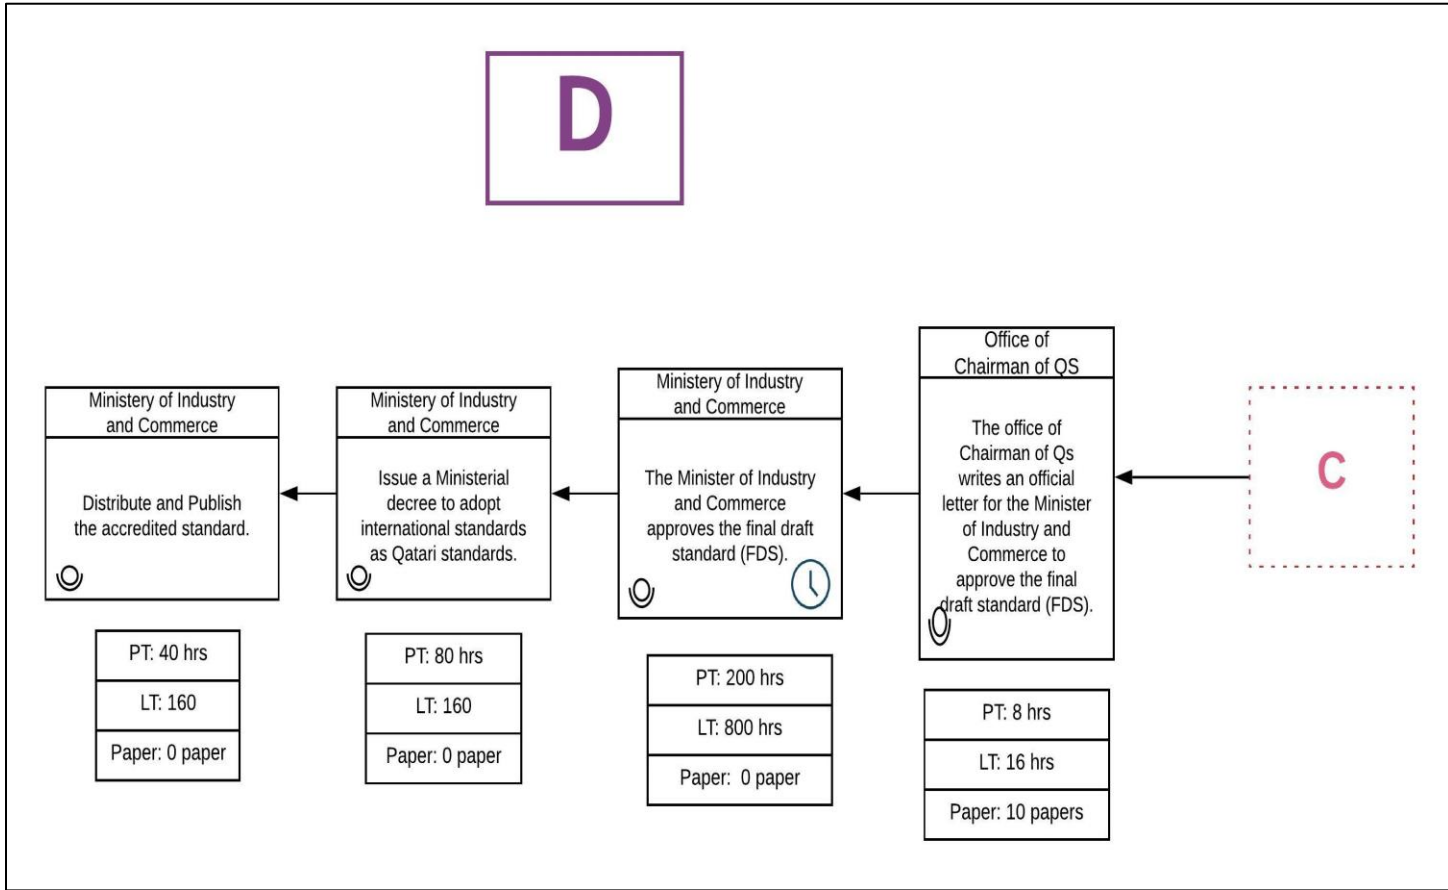 D
Ministery of Industry
and Commerce
Distribute and Publish
the accredited standard.
PT: 40 hrs
LT: 160
Paper: 0 paper
Ministery of Industry
and Commerce
Issue a Ministerial
decree to adopt
international standards
as Qatari standards.
PT: 80 hrs
LT: 160
Paper: 0 paper
Ministery of Industry
and Commerce
The Minister of Industry
and Commerce
approves the final draft
standard (FDS).
PT: 200 hrs
LT: 800 hrs
Paper: 0 paper
Office of
Chairman of QS
The office of
Chairman of Qs
writes an official
letter for the Minister
of Industry and
Commerce to
approve the final
draft standard (FDS).
PT: 8 hrs
LT: 16 hrs
Paper: 10 papers
C